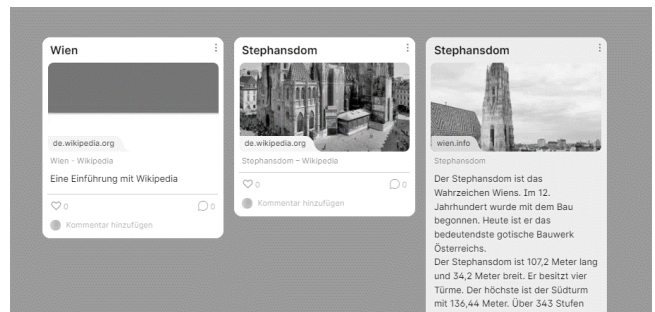 Wien
de.wikipedia.org
Wien - Wikipedia
Eine Einführung mit Wikipedia
0
0
Kommentar hinzufügen
Stephansdom
de.wikipedia.org
Stephansdom – Wikipedia
0
0
Kommentar hinzufügen
Stephansdom
wien.info
Stephansdom
Der Stephansdom ist das
Wahrzeichen Wiens. Im 12.
Jahrhundert wurde mit dem Bau
begonnen. Heute ist er das
bedeutendste gotische Bauwerk
Österreichs.
Der Stephansdom ist 107,2 Meter lang
und 34,2 Meter breit. Er besitzt vier
Türme. Der höchste ist der Südturm
mit 136,44 Meter. Über 343 Stufen